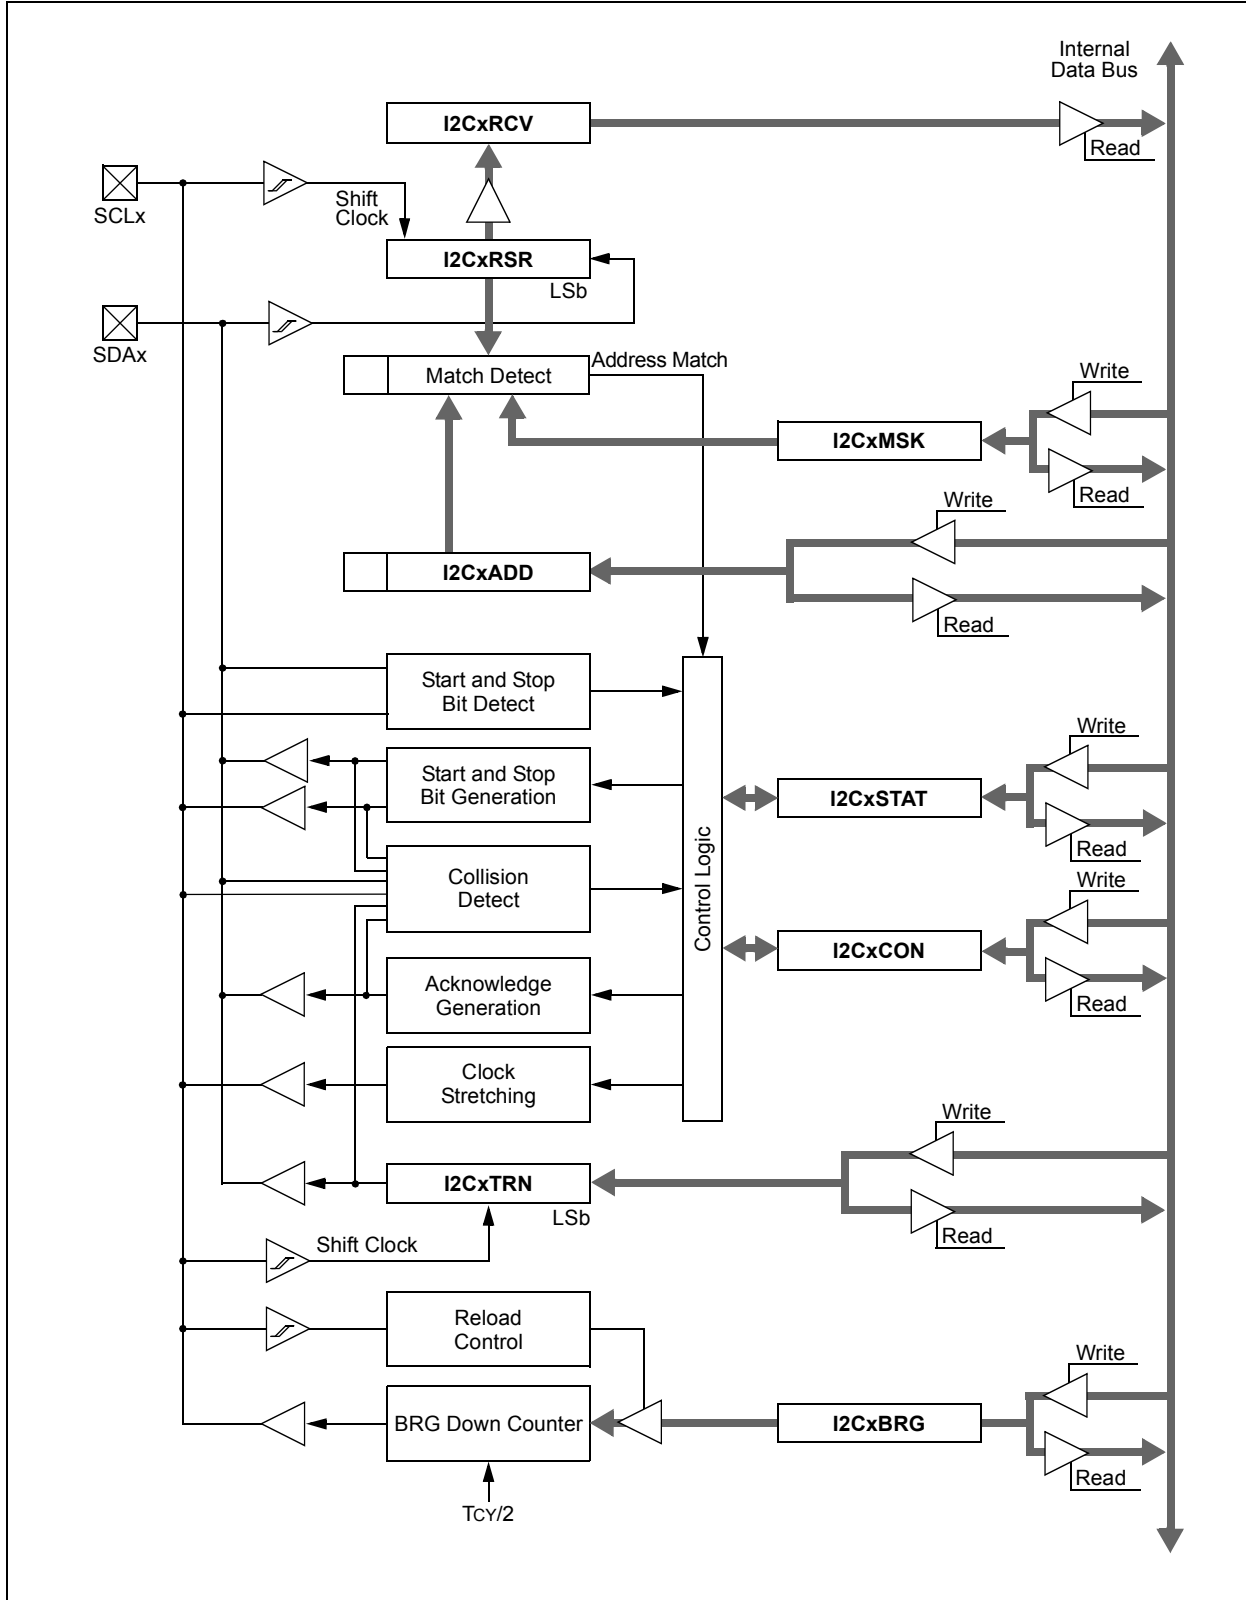 Internal
Data Bus
I2CxRCV
Read
SCLx
Shift
Clock
I2CxRSR
LSb
SDAx
Match Detect
Address Match
Write
I2CxMSK
Read
Write
I2CxADD
Read
Start and Stop
Bit Detect
Start and Stop
Bit Generation
Write
I2CxSTAT
Read
Collision
Detect
Control Logic
Write
I2CxCON
Read
Acknowledge
Generation
Clock
Stretching
Write
I2CxTRN
LSb
Read
Shift Clock
Reload
Control
Write
BRG Down Counter
I2CxBRG
Read
TCY/2